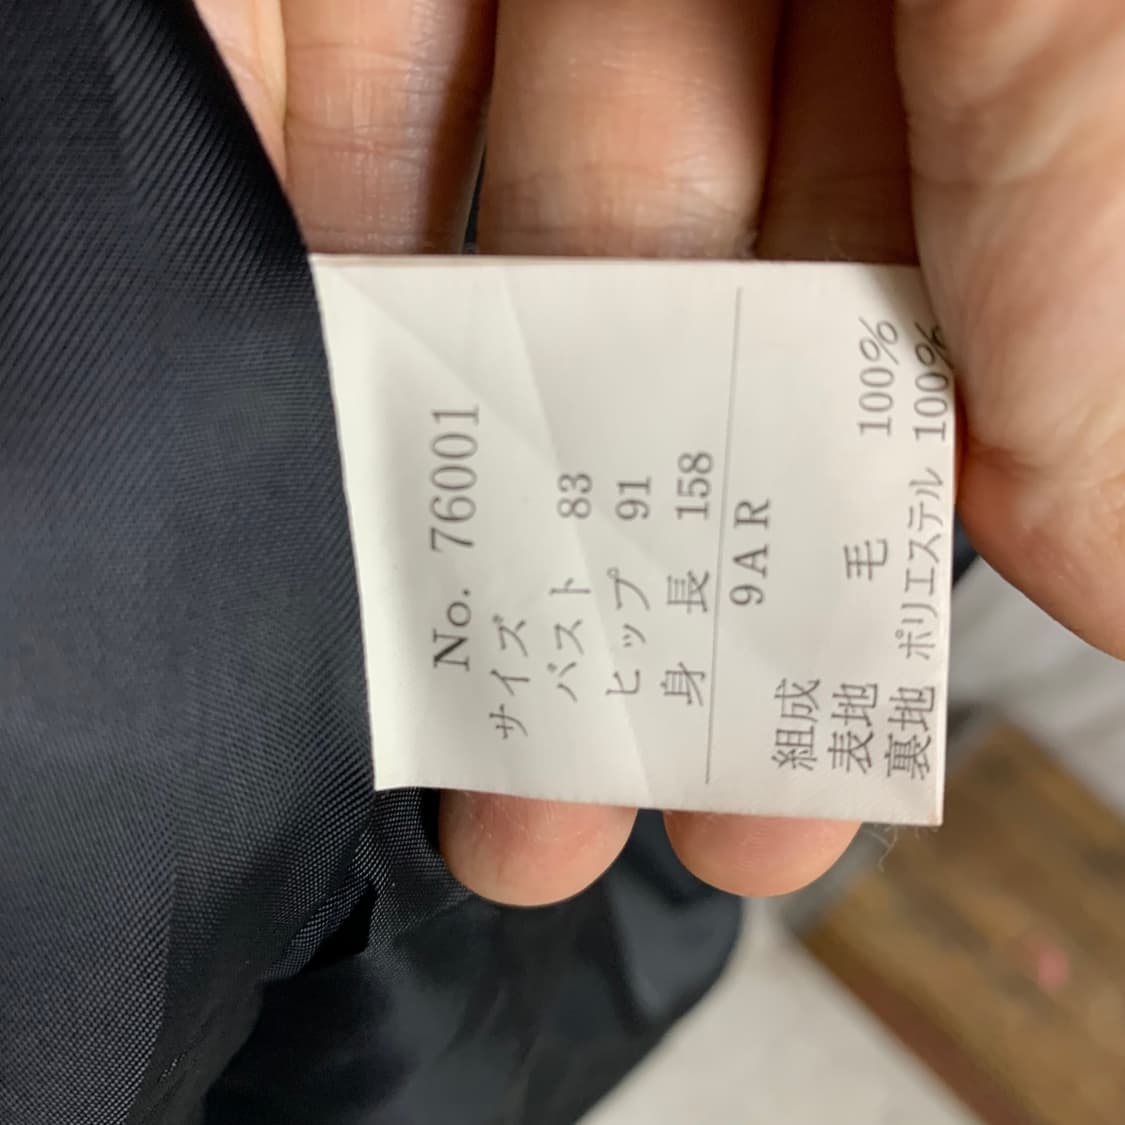 No. 76001
サイズ
バスト 83
ヒップ 91
身 長 158
9AR
組成
表地 毛 100%
裏地 ポリエステル 100%